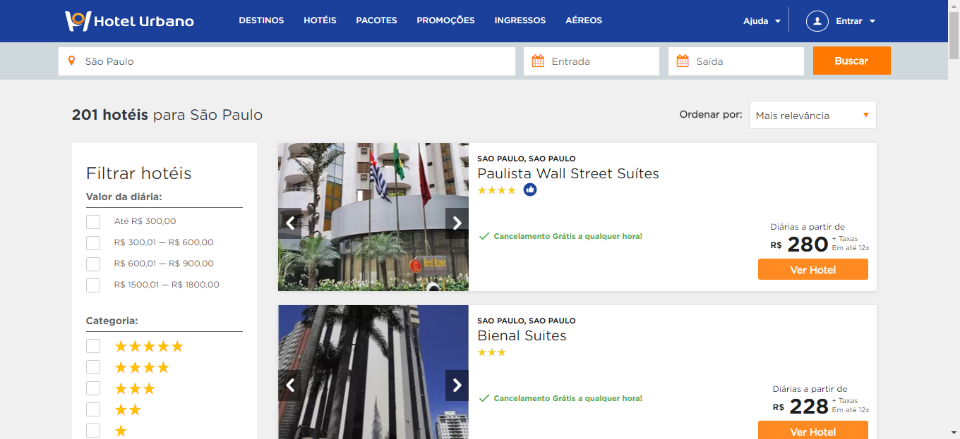 Hotel Urbano
DESTINOS HOTÉIS PACOTES PROMOÇÕES INGRESSOS AÉREOS
Ajuda Entrar
São Paulo Entrada Saída Buscar
201 hotéis para São Paulo
Ordenar por: Mais relevância
Filtrar hotéis
Valor da diária:
Até R$ 300,00
R$ 300,01 — R$ 600,00
R$ 600,01 — R$ 900,00
R$ 1500,01 — R$ 1800,00
Categoria:
SAO PAULO, SAO PAULO
Paulista Wall Street Suítes
Cancelamento Grátis a qualquer hora!
Diárias a partir de
R$ 280 + Taxas
Em até 12x
Ver Hotel
SAO PAULO, SAO PAULO
Bienal Suites
Cancelamento Grátis a qualquer hora!
Diárias a partir de
R$ 228 + Taxas
Em até 12x
Ver Hotel